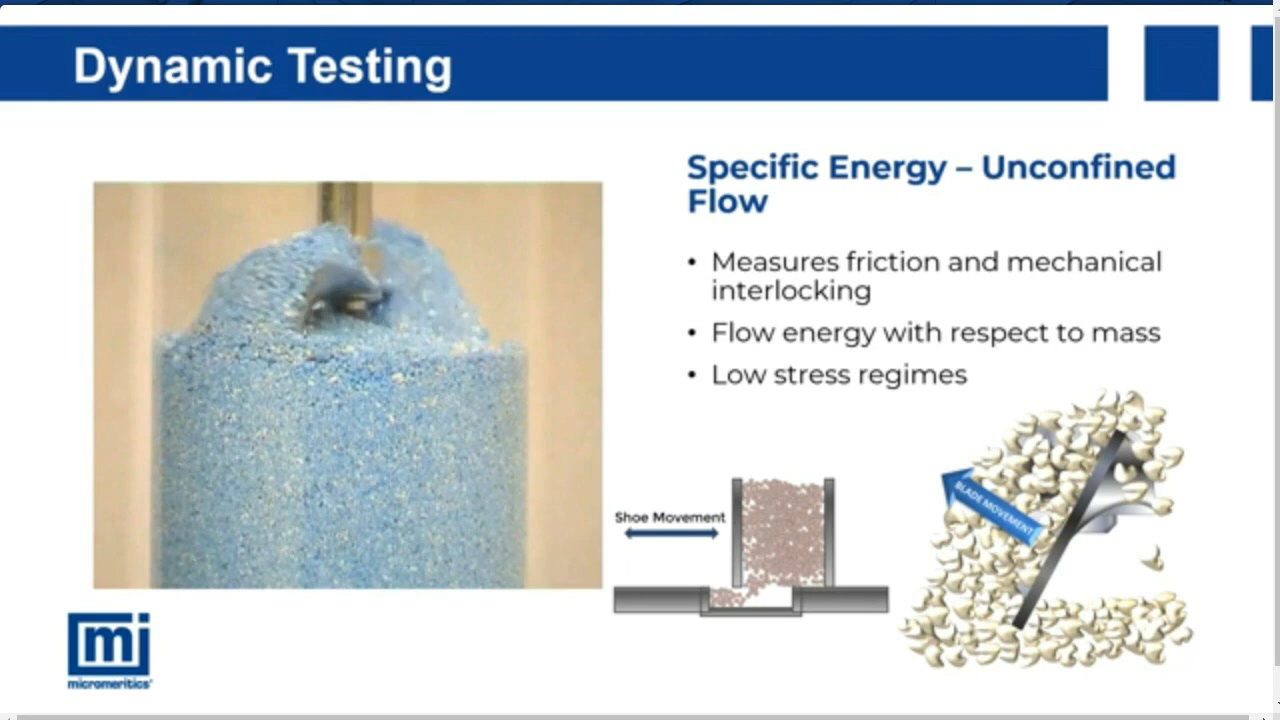 Dynamic Testing
Specific Energy – Unconfined
Flow
• Measures friction and mechanical
interlocking
• Flow energy with respect to mass
• Low stress regimes
Shoe Movement
BLADE MOVEMENT
mi
micromeritics®